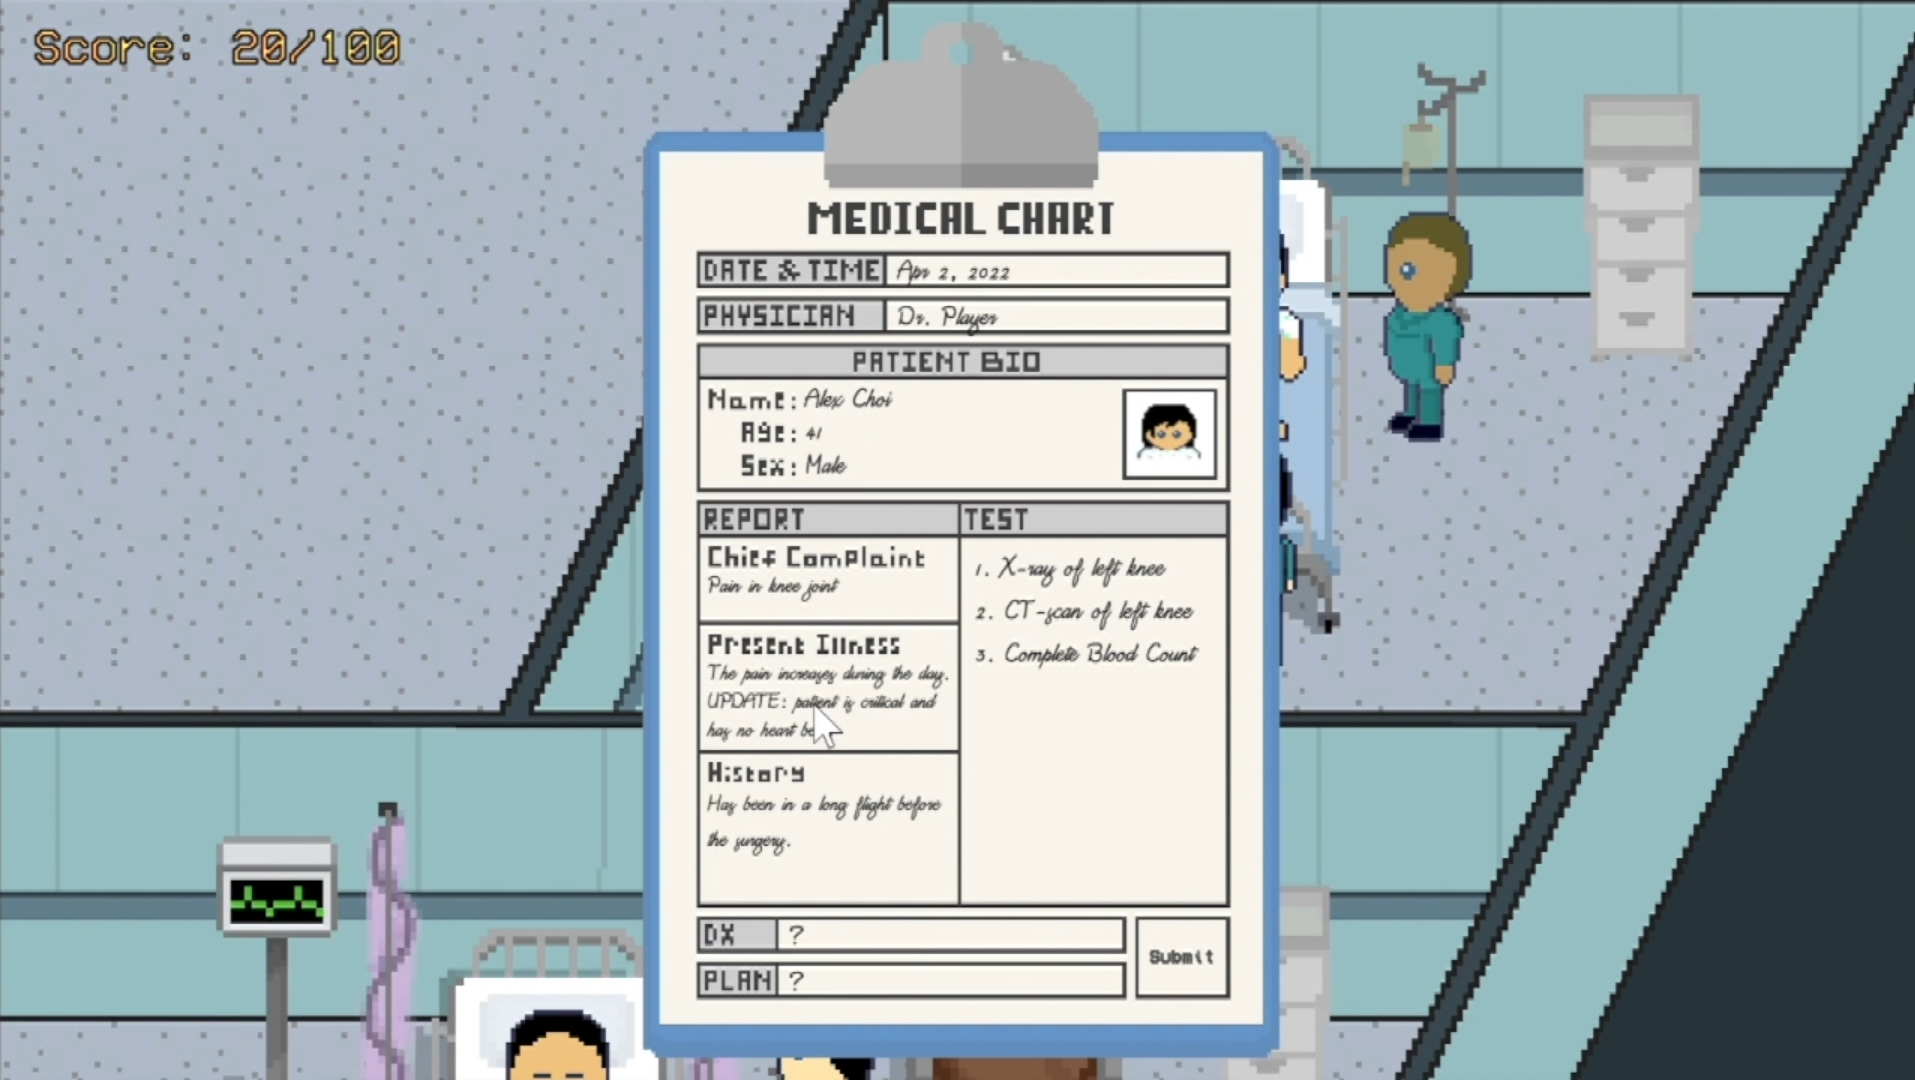 Score: 20/100
MEDICAL CHART
DATE & TIME Apr 2, 2022
PHYSICIAN Dr. Player
PATIENT BIO
Name: Alex Choi
Age: 41
Sex: Male
REPORT
Chief Complaint
Pain in knee joint
Present Illness
The pain increases during the day.
UPDATE: patient is critical and
has no heart
History
Has been in a long flight before
the surgery.
TEST
1. X-ray of left knee
2. CT-scan of left knee
3. Complete Blood Count
DX ?
PLAN ?
Submit